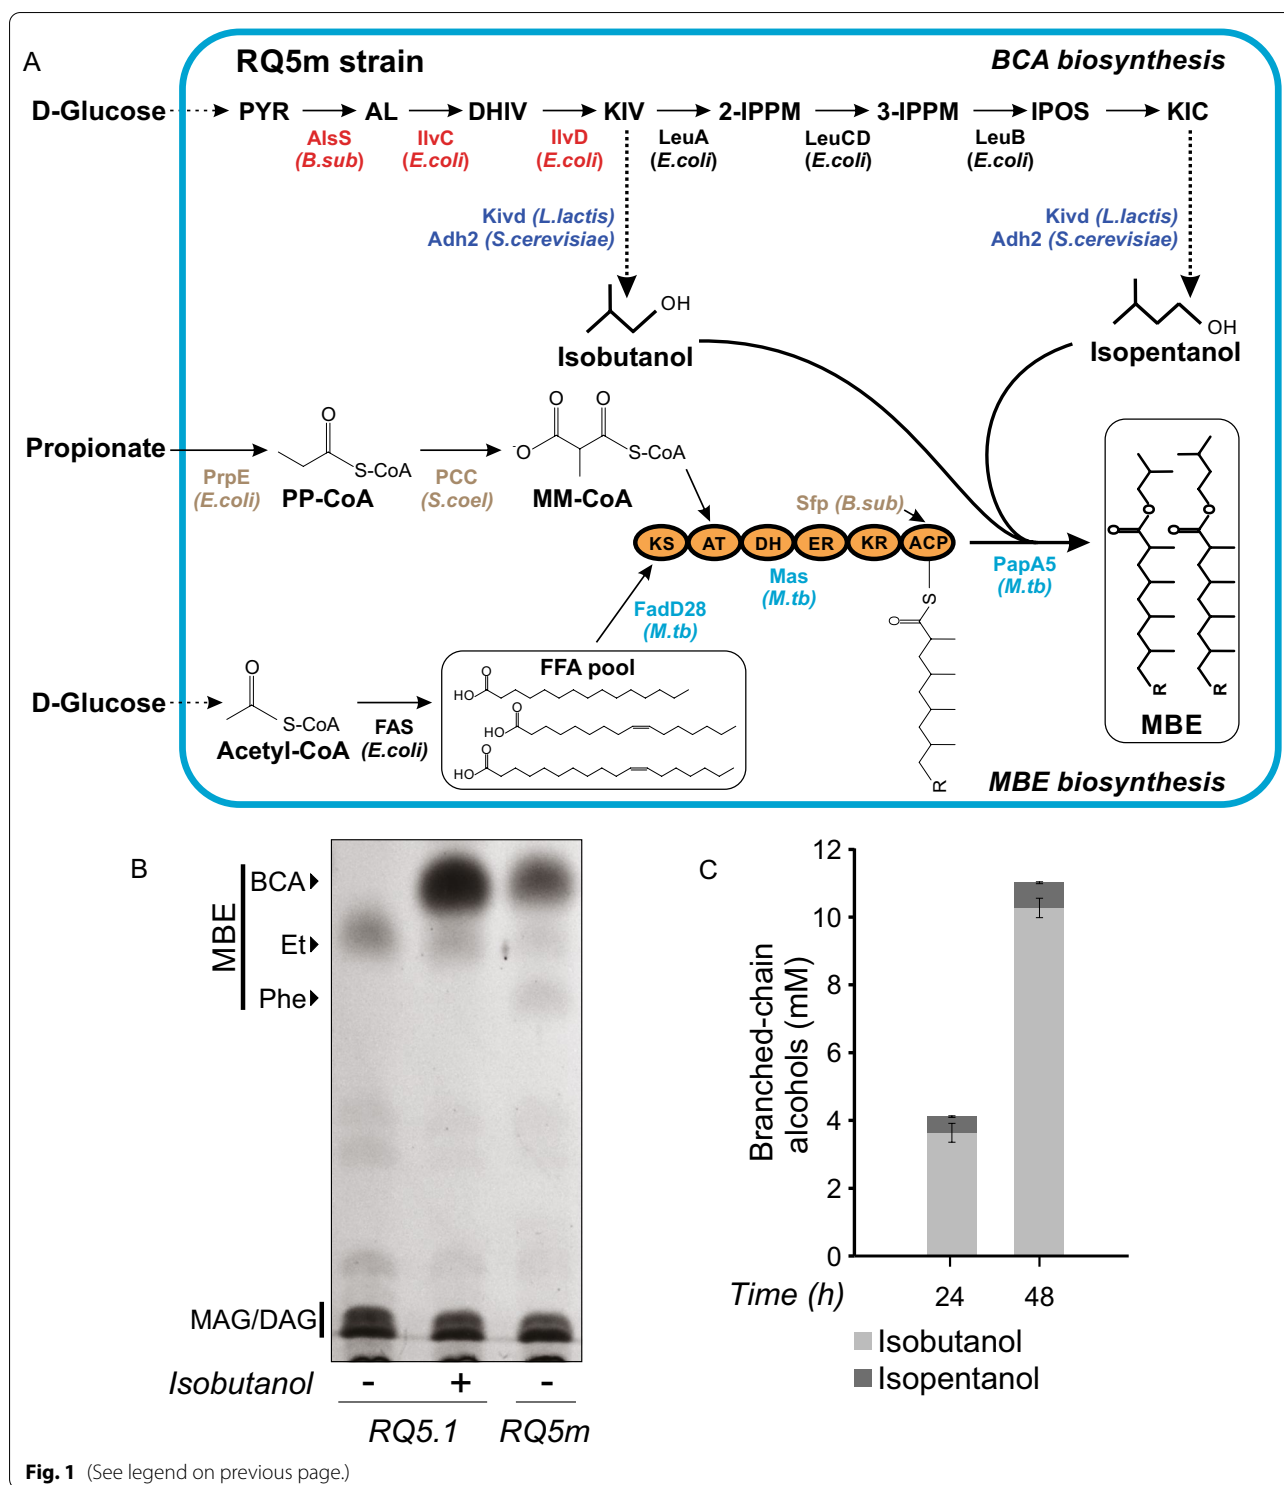 A
RQ5m strain
BCA biosynthesis
D-Glucose PYR AL DHIV KIV 2-IPPM 3-IPPM IPOS KIC
AlsS IlvC IlvD LeuA LeuCD LeuB
(B.sub) (E.coli) (E.coli) (E.coli) (E.coli) (E.coli)
Kivd (L.lactis) Kivd (L.lactis)
Adh2 (S.cerevisiae) Adh2 (S.cerevisiae)
OH
OH
Isobutanol Isopentanol
O O O
Propionate
-O S-CoA S-CoA
PrpE PCC
(E.coli) (S.coel)
PP-CoA MM-CoA
Sfp (B.sub)
KS AT DH ER KR ACP
Mas
(M.tb)
PapA5
(M.tb)
FadD28
(M.tb)
S
O
R
O O
O O
R R
MBE
FFA pool
O
HO
O
HO
O
HO
D-Glucose
O
S-CoA
Acetyl-CoA
FAS
(E.coli)
MBE biosynthesis
B
MBE
BCA
Et
Phe
MAG/DAG
Isobutanol - + -
RQ5.1 RQ5m
C
Branched-chain
alcohols (mM)
12
10
8
6
4
2
0
Time (h) 24 48
Isobutanol
Isopentanol
Fig. 1 (See legend on previous page.)